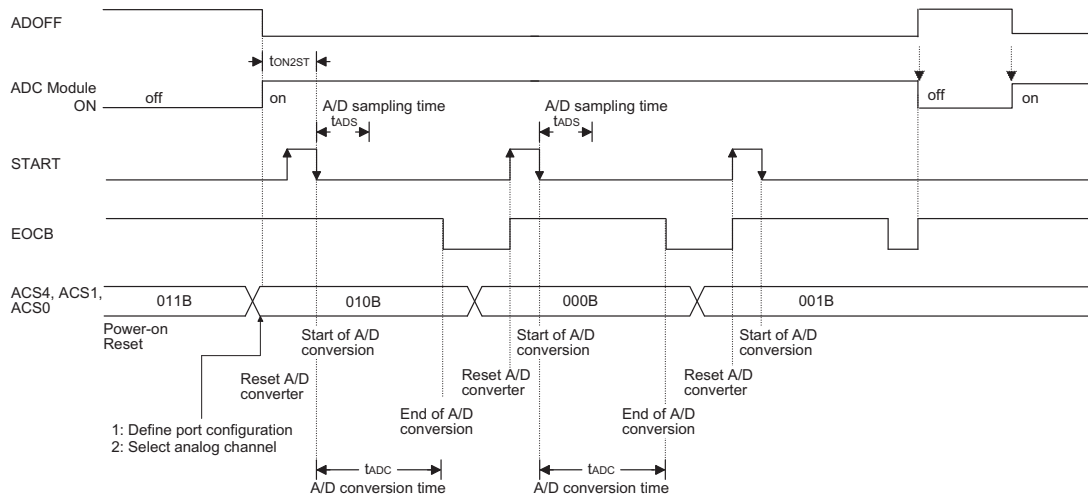 ADOFF
tON2ST
ADC Module
ON
off
on
off
on
A/D sampling time
tADS
A/D sampling time
tADS
START
EOCB
ACS4, ACS1,
ACS0
011B
010B
000B
001B
Power-on
Reset
Start of A/D
conversion
Start of A/D
conversion
Start of A/D
conversion
Reset A/D
converter
Reset A/D
converter
Reset A/D
converter
End of A/D
conversion
End of A/D
conversion
1: Define port configuration
2: Select analog channel
tADC
A/D conversion time
tADC
A/D conversion time